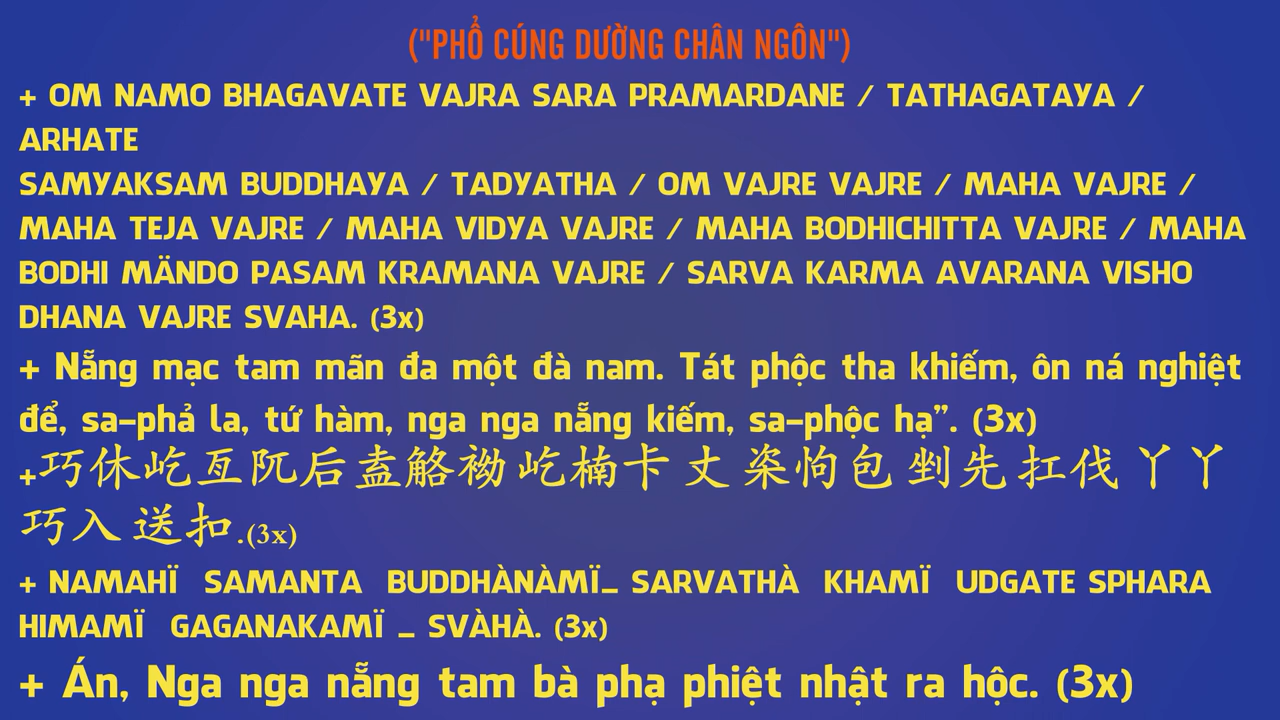 ("PHỔ CÚNG DƯỜNG CHÂN NGÔN")
+ OM NAMO BHAGAVATE VAJRA SARA PRAMARDANE / TATHAGATAYA /
ARHATE
SAMYAKSAM BUDDHAYA / TADYATHA / OM VAJRE VAJRE / MAHA VAJRE /
MAHA TEJA VAJRE / MAHA VIDYA VAJRE / MAHA BODHICHITTA VAJRE / MAHA
BODHI MÄNDO PASAM KRAMANA VAJRE / SARVA KARMA AVARANA VISHO
DHANA VAJRE SVAHA. (3x)
+ Nẵng mạc tam mãn đa một đà nam. Tát phộc tha khiếm, ôn ná nghiệt
để, sa-phả la, tứ hàm, nga nga nẵng kiếm, sa-phộc hạ”. (3x)
+巧休屹亙阢后盍觡袎屹楠卡丈栥怐包剉先扛伐丫丫
巧入送扣.(3x)
+ NAMAHÏ SAMANTA BUDDHÀNÀMÏ_ SARVATHÀ KHAMÏ UDGATE SPHARA
HIMAMÏ GAGANAKAMÏ _ SVÀHÀ. (3x)
+ Án, Nga nga nẵng tam bà phạ phiệt nhật ra hộc. (3x)